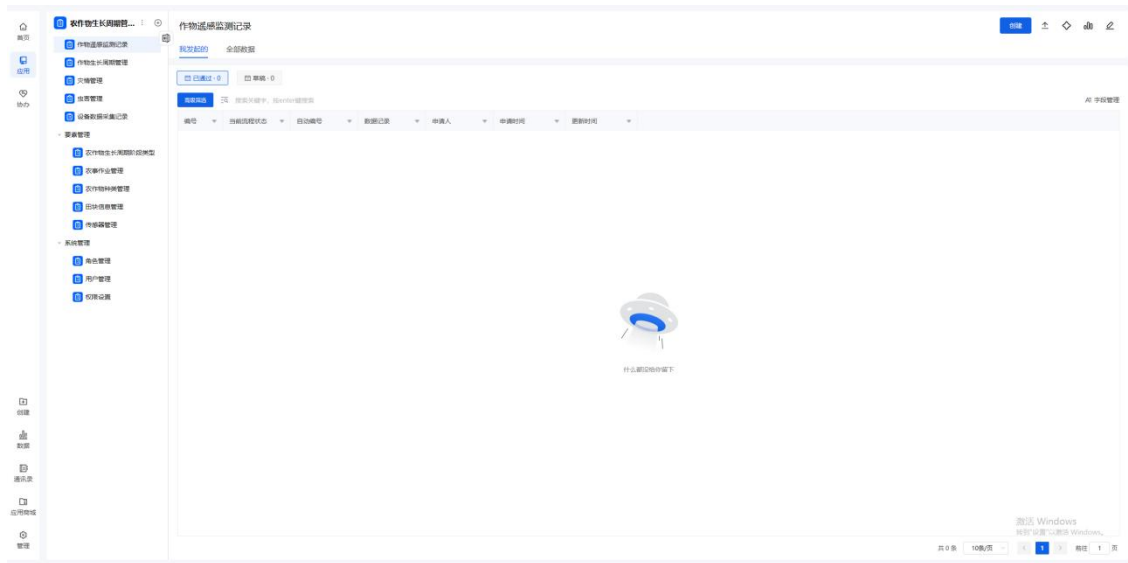 首页
应用
协办
创建
数据
通讯录
应用商城
管理
农作物生长周期管...
作物遥感监测记录
作物生长周期管理
灾情管理
虫害管理
设备数据采集记录
要素管理
农作物生长周期阶段类型
农事作业管理
农作物种类管理
田块信息管理
传感器管理
系统管理
角色管理
用户管理
权限设置
作物遥感监测记录
创建
我发起的 全部数据
已通过·0 草稿·0
高级筛选 搜索关键字，按enter键搜索 字段管理
编号 当前流程状态 自动编号 数据记录 申请人 申请时间 更新时间
什么都没给你留下
激活 Windows
转到"设置"以激活 Windows。
共 0 条 10条/页 1 前往 1 页